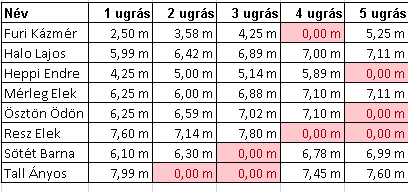 Név 1 ugrás 2 ugrás 3 ugrás 4 ugrás 5 ugrás
Furi Kázmér 2,50 m 3,58 m 4,25 m 0,00 m 5,25 m
Halo Lajos 5,99 m 6,42 m 6,89 m 7,00 m 7,11 m
Heppi Endre 4,25 m 5,00 m 5,14 m 5,89 m 0,00 m
Mérleg Elek 6,25 m 6,00 m 6,88 m 7,10 m 7,11 m
Ösztön Ödön 6,25 m 6,59 m 7,02 m 7,10 m 0,00 m
Resz Elek 7,60 m 7,14 m 7,80 m 0,00 m 0,00 m
Sötét Barna 6,10 m 6,30 m 0,00 m 6,78 m 6,99 m
Tall Ányos 7,99 m 0,00 m 0,00 m 7,45 m 7,60 m